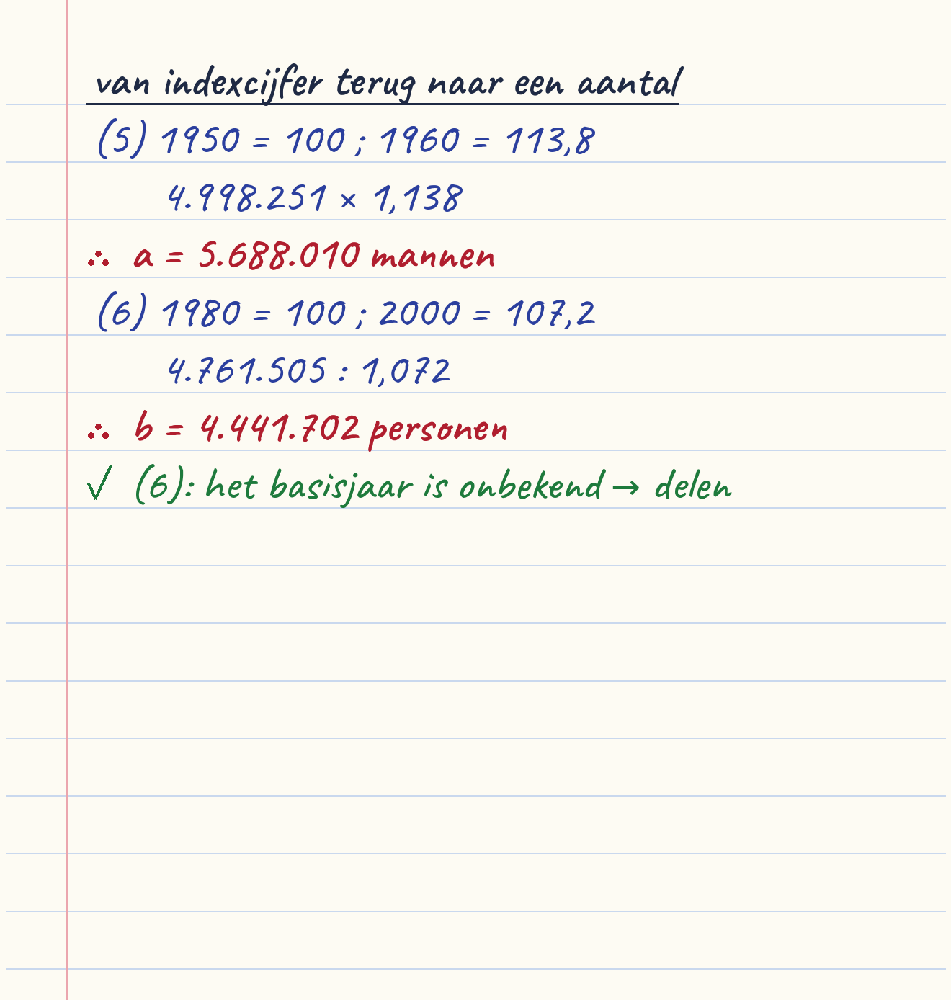 van indexcijfer terug naar een aantal
(5) 1950 = 100 ; 1960 = 113,8
4.998.251 × 1,138
∴ a = 5.688.010 mannen
(6) 1980 = 100 ; 2000 = 107,2
4.761.505 : 1,072
∴ b = 4.441.702 personen
✓ (6): het basisjaar is onbekend → delen